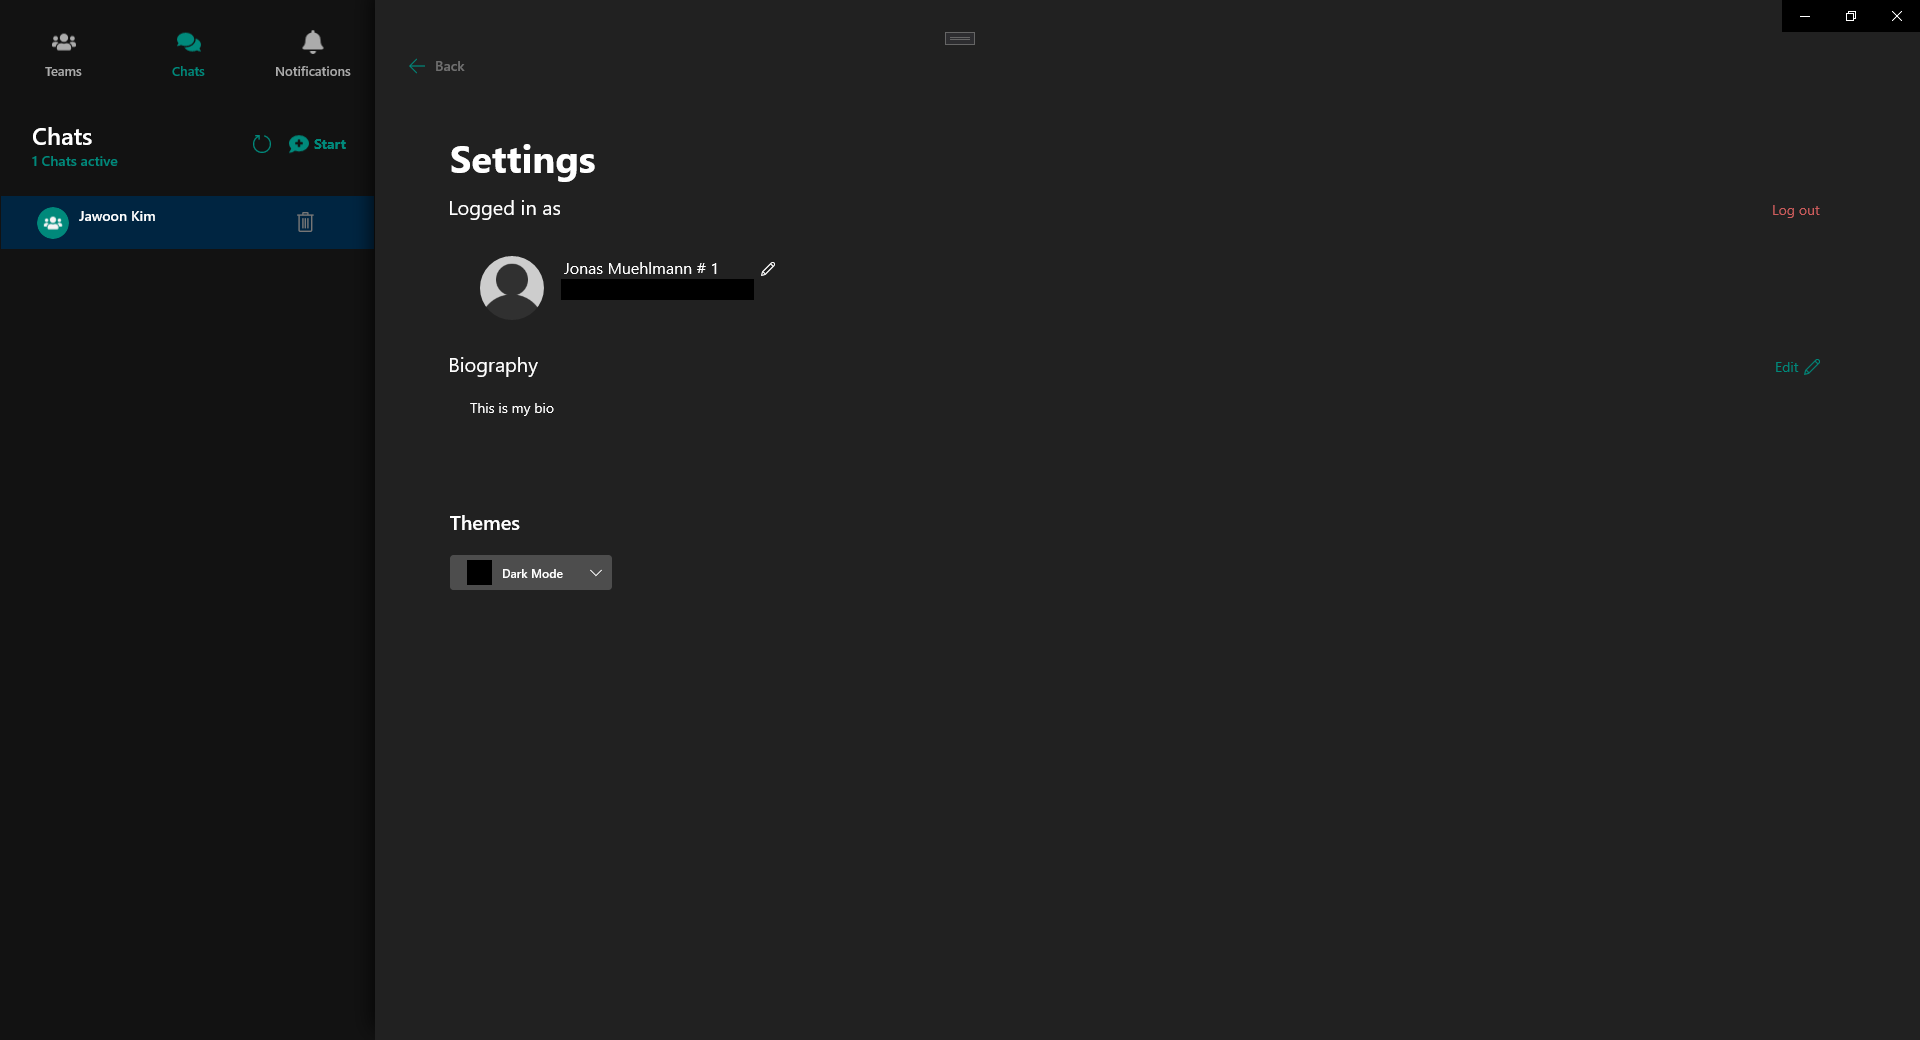 Teams
Chats
Notifications
Chats
1 Chats active
Start
Jawoon Kim
Back
Settings
Logged in as
Log out
Jonas Muehlmann # 1
Biography
Edit
This is my bio
Themes
Dark Mode